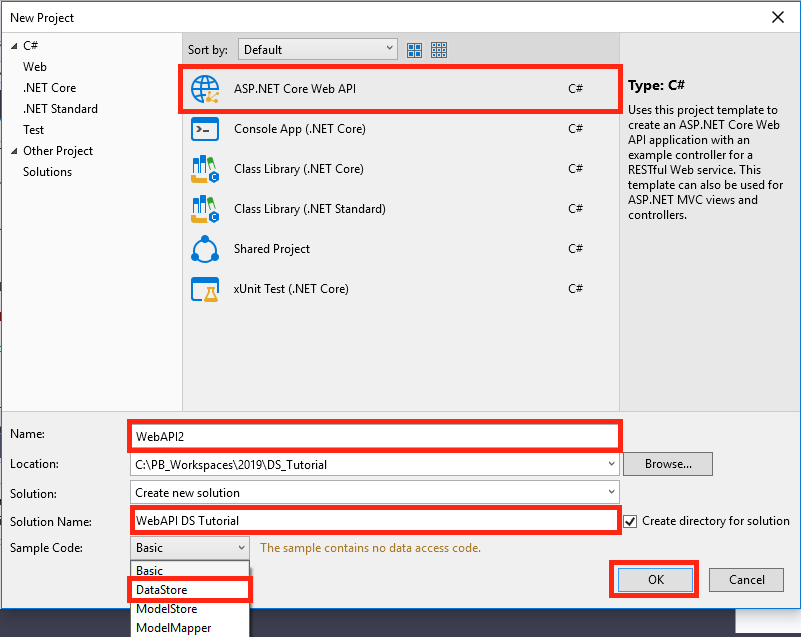 New Project
C#
Web
.NET Core
.NET Standard
Test
Other Project
Solutions
Sort by: Default
ASP.NET Core Web API C#
Console App (.NET Core) C#
Class Library (.NET Core) C#
Class Library (.NET Standard) C#
Shared Project C#
xUnit Test (.NET Core) C#
Type: C#
Uses this project template to
create an ASP.NET Core Web
API application with an
example controller for a
RESTful Web service. This
template can also be used for
ASP.NET MVC views and
controllers.
Name: WebAPI2
Location: C:\PB_Workspaces\2019\DS_Tutorial Browse...
Solution: Create new solution
Solution Name: WebAPI DS Tutorial Create directory for solution
Sample Code: Basic The sample contains no data access code.
Basic
DataStore
ModelStore
ModelMapper
OK Cancel